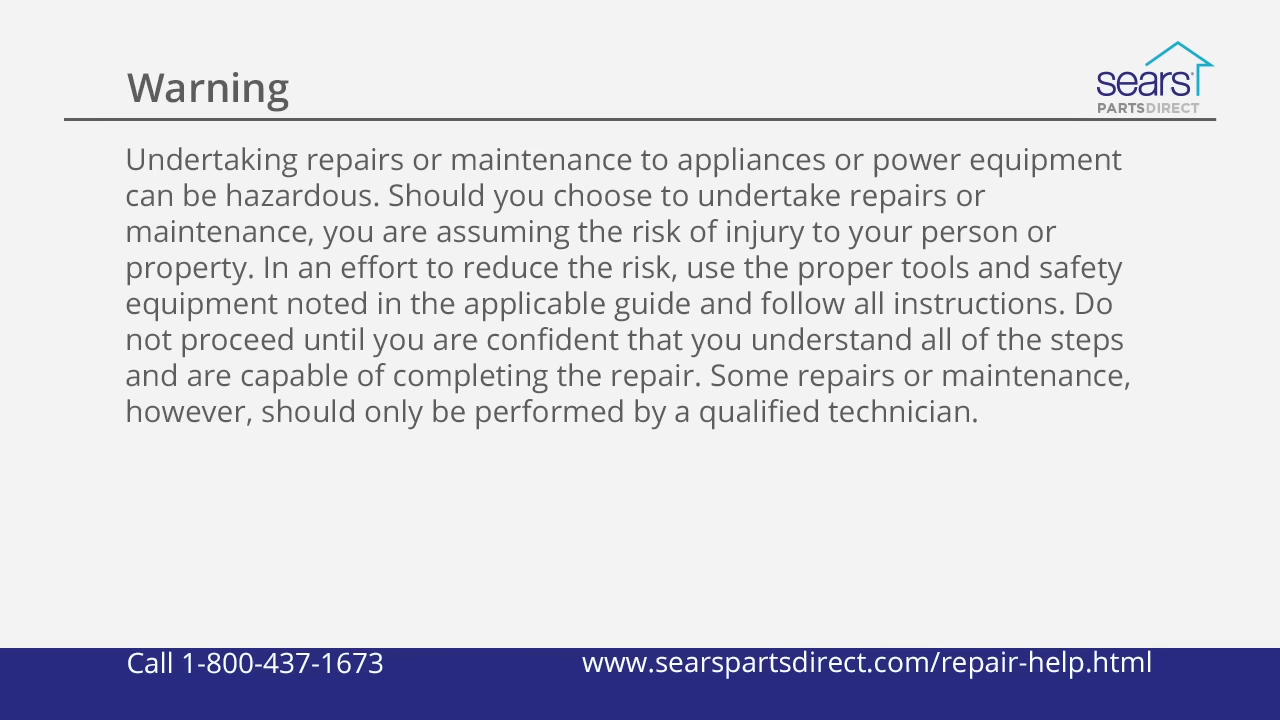 Warning
sears
PARTSDIRECT
Undertaking repairs or maintenance to appliances or power equipment
can be hazardous. Should you choose to undertake repairs or
maintenance, you are assuming the risk of injury to your person or
property. In an effort to reduce the risk, use the proper tools and safety
equipment noted in the applicable guide and follow all instructions. Do
not proceed until you are confident that you understand all of the steps
and are capable of completing the repair. Some repairs or maintenance,
however, should only be performed by a qualified technician.
Call 1-800-437-1673
www.searspartsdirect.com/repair-help.html